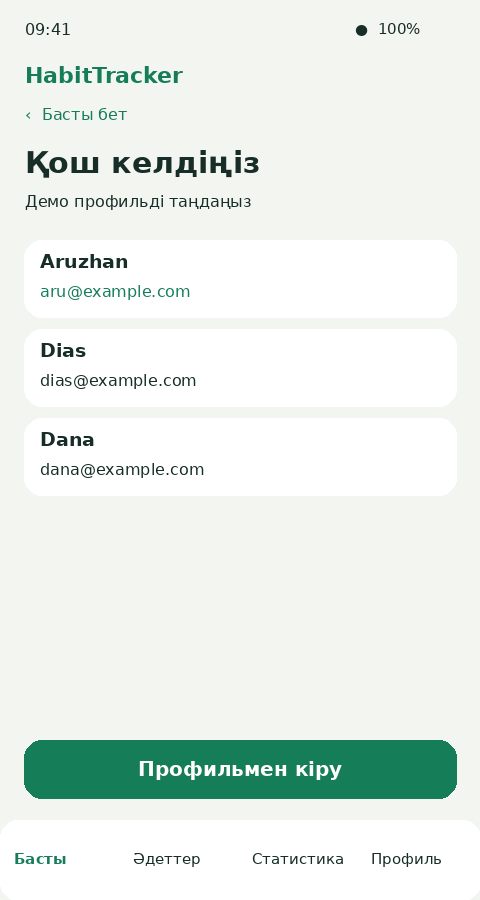 09:41 ● 100%
HabitTracker
‹ Басты бет
Қош келдіңіз
Демо профильді таңдаңыз
Aruzhan
aru@example.com
Dias
dias@example.com
Dana
dana@example.com
Профильмен кіру
Басты Әдеттер Статистика Профиль